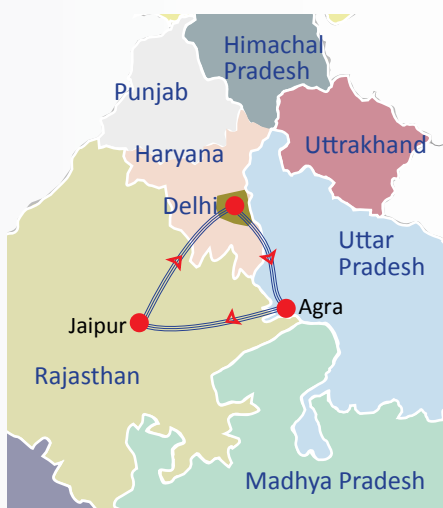 Himachal
Pradesh
Punjab
Uttrakhand
Haryana
Delhi
Uttar
Pradesh
Agra
Jaipur
Rajasthan
Madhya Pradesh